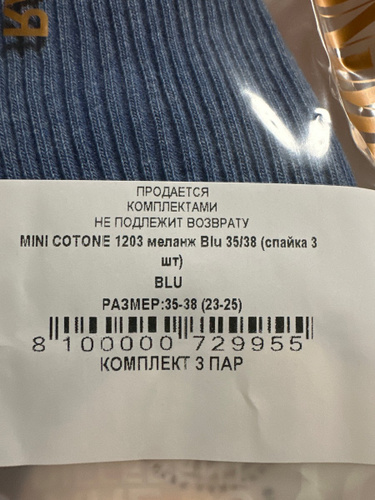 ПРОДАЕТСЯ
КОМПЛЕКТАМИ
НЕ ПОДЛЕЖИТ ВОЗВРАТУ
MINI COTONE 1203 меланж Blu 35/38 (спайка 3
шт)
BLU
РАЗМЕР:35-38 (23-25)
8 100000 729955
КОМПЛЕКТ 3 ПАР